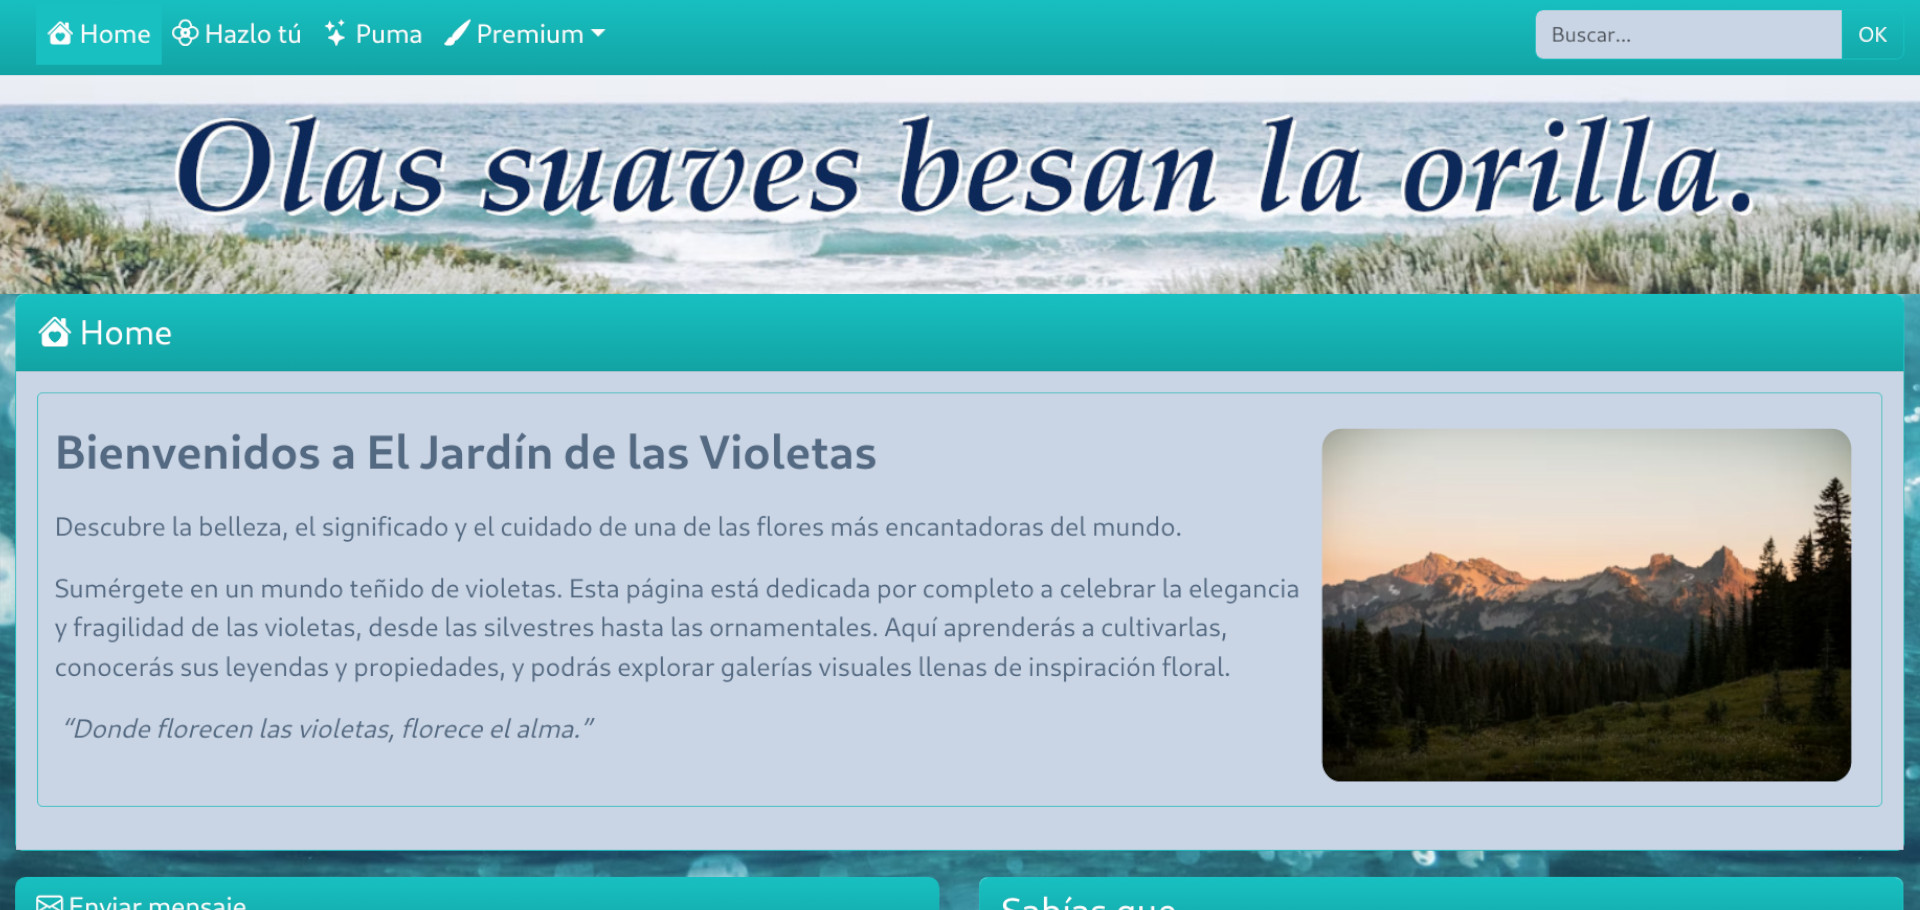 Home Hazlo tú Puma Premium Buscar... OK
Olas suaves besan la orilla.
Home
Bienvenidos a El Jardín de las Violetas
Descubre la belleza, el significado y el cuidado de una de las flores más encantadoras del mundo.
Sumérgete en un mundo teñido de violetas. Esta página está dedicada por completo a celebrar la elegancia
y fragilidad de las violetas, desde las silvestres hasta las ornamentales. Aquí aprenderás a cultivarlas,
conocerás sus leyendas y propiedades, y podrás explorar galerías visuales llenas de inspiración floral.
“Donde florecen las violetas, florece el alma.”
Enviar mensaje
Sabías que